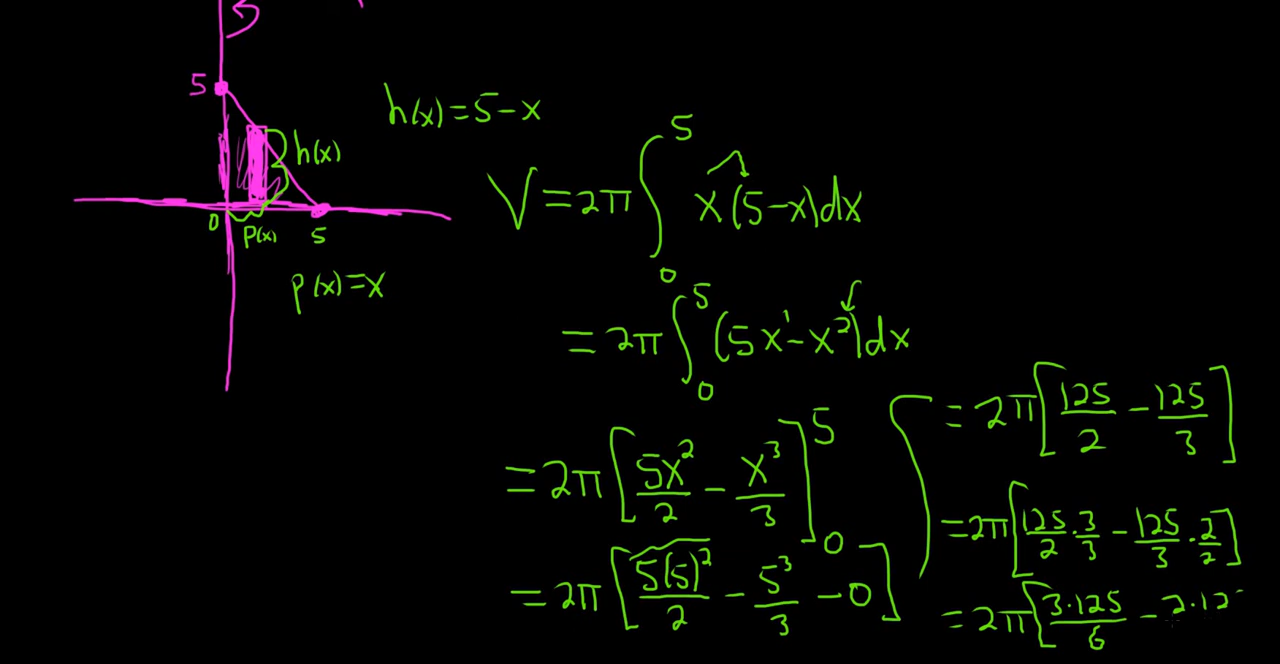 5
h(x)
0
p(x)
5
p(x)=x
h(x)=5-x
V=2π∫₀⁵ x(5-x)dx
=2π∫₀⁵ (5x¹-x²)dx
=2π[5x²/2 - x³/3]₀⁵
=2π[5(5)²/2 - 5³/3 - 0]
=2π[125/2 - 125/3]
=2π[125/2 · 3/3 - 125/3 · 2/2]
=2π[3·125/6 - 2·12